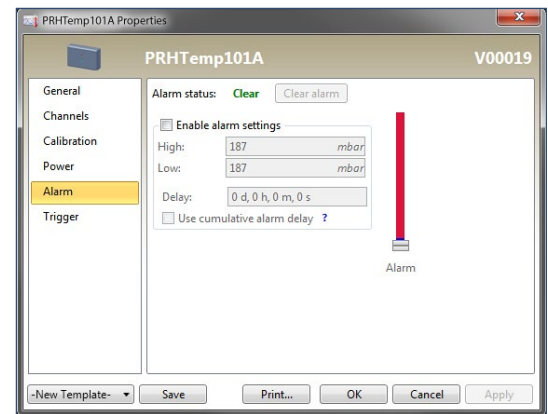 PRHTemp101A Properties
PRHTemp101A V00019
General
Channels
Calibration
Power
Alarm
Trigger
Alarm status: Clear Clear alarm
Enable alarm settings
High: 187 mbar
Low: 187 mbar
Delay: 0 d, 0 h, 0 m, 0 s
Use cumulative alarm delay ?
Alarm
-New Template- Save Print... OK Cancel Apply